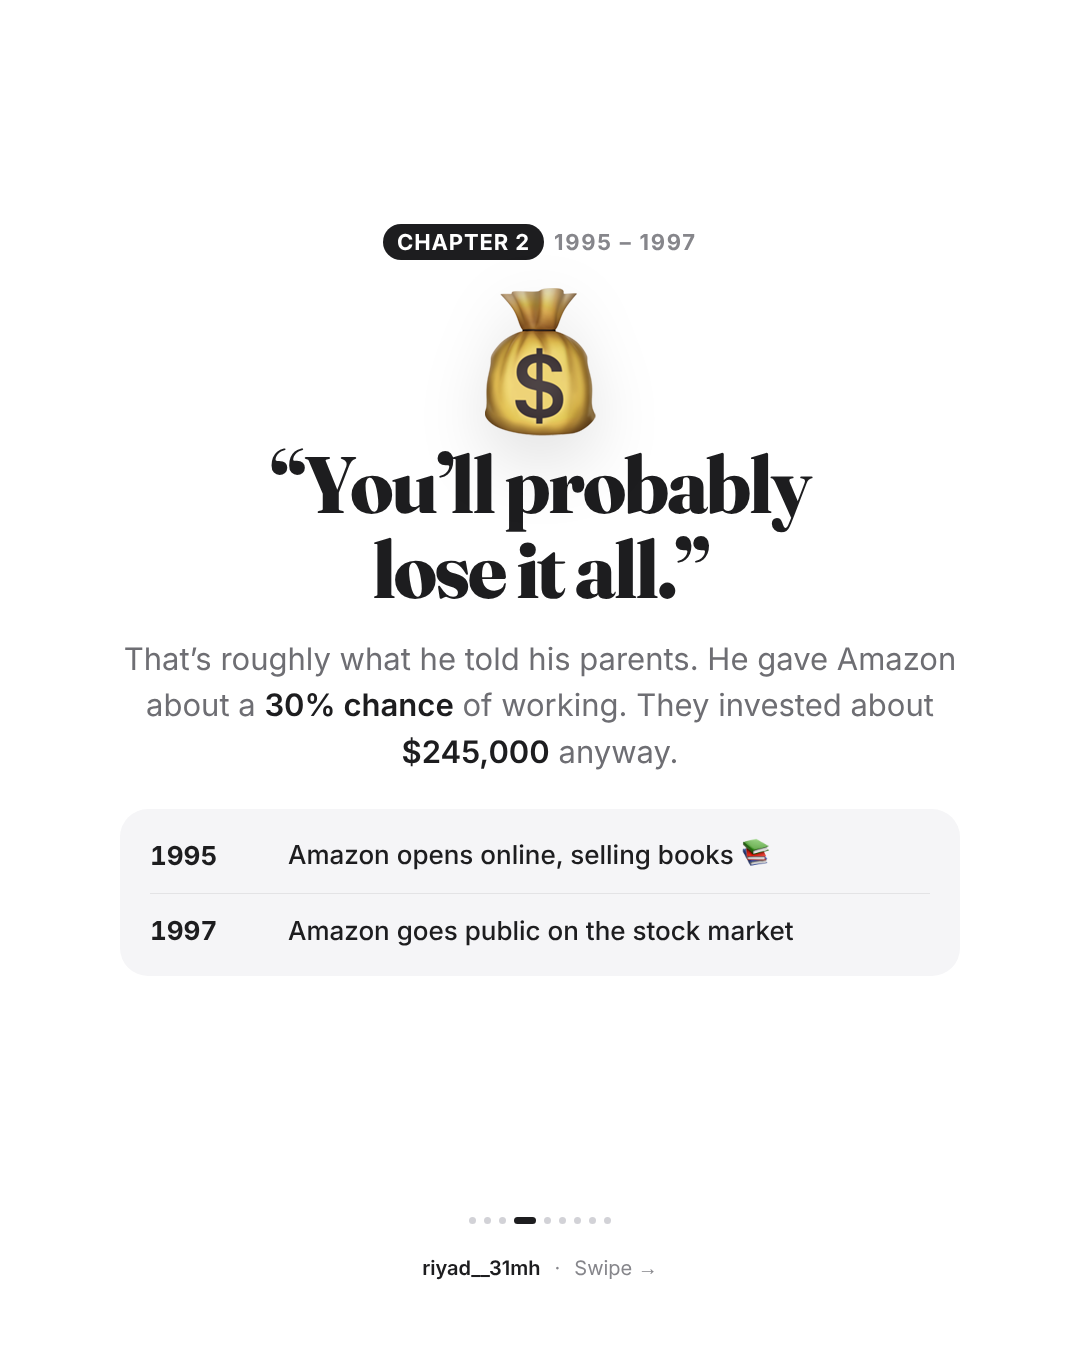 CHAPTER 2 1995 – 1997
$
“You’ll probably
lose it all.”
That’s roughly what he told his parents. He gave Amazon
about a 30% chance of working. They invested about
$245,000 anyway.
1995 Amazon opens online, selling books 📚
1997 Amazon goes public on the stock market
riyad__31mh · Swipe →